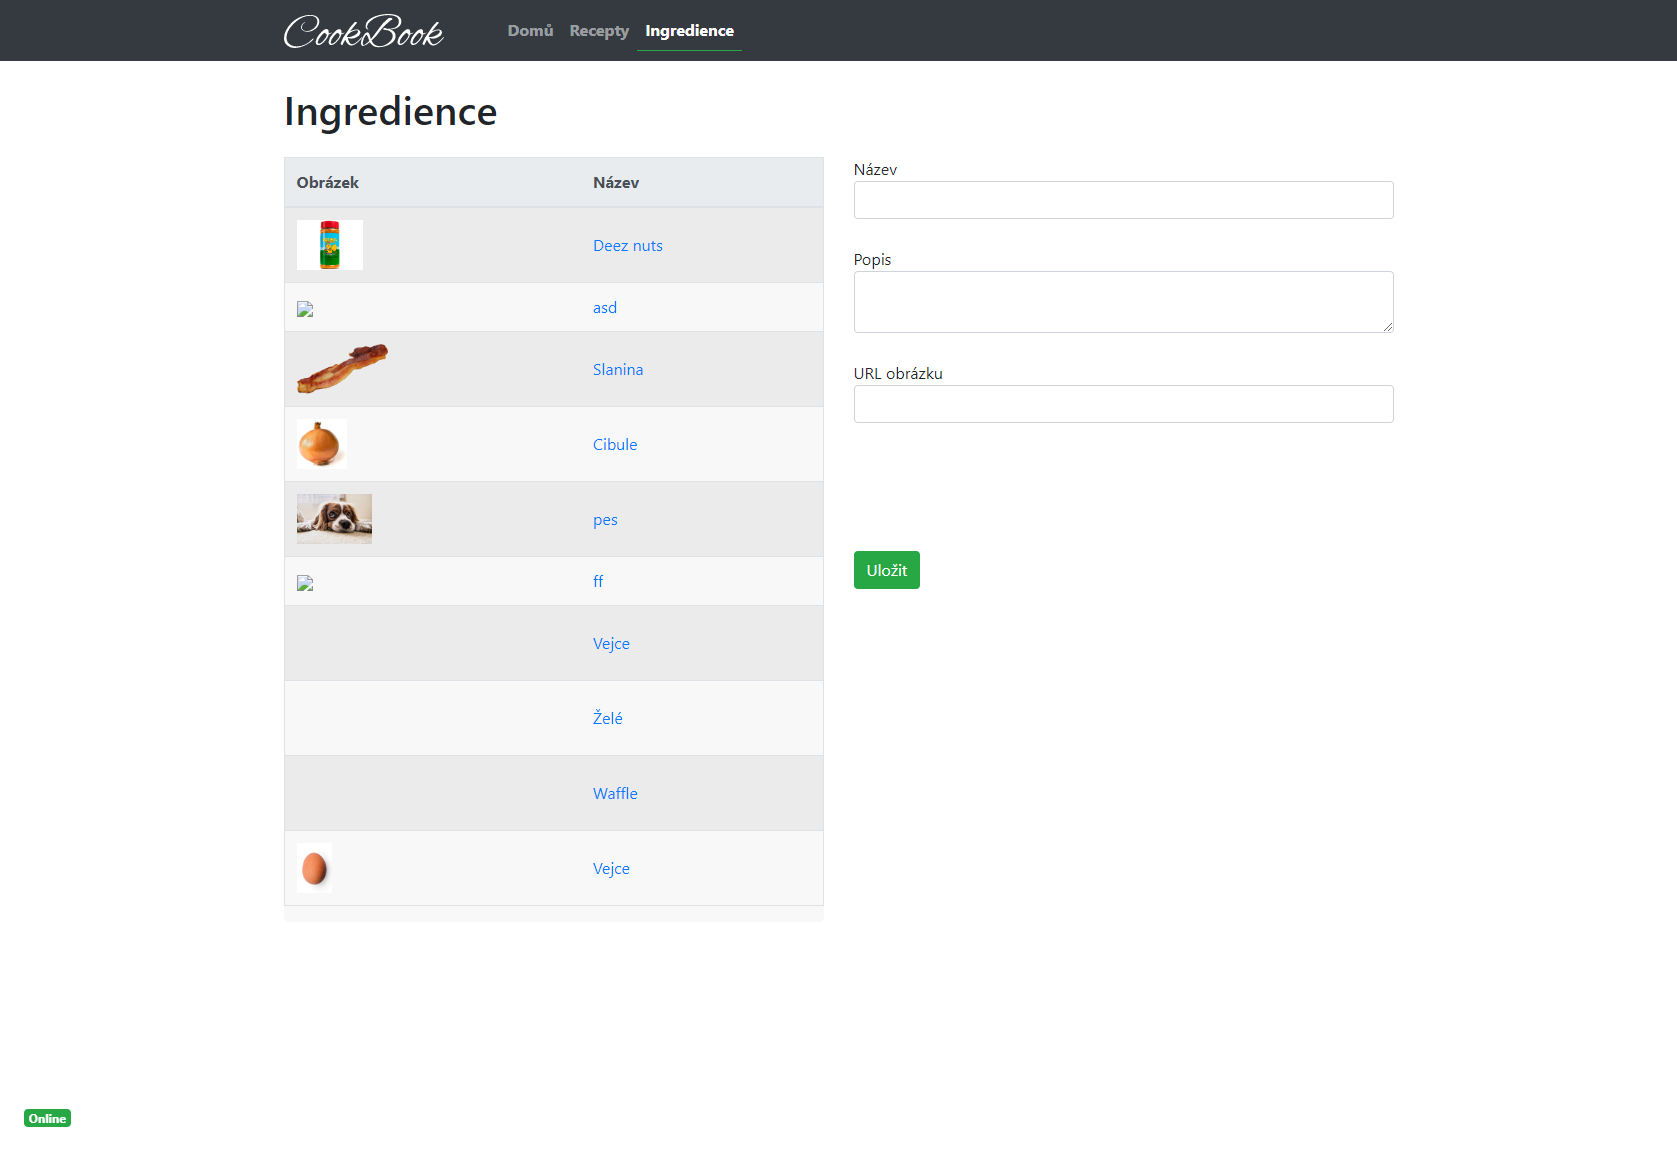 CookBook Domů Recepty Ingredience
Ingredience
Obrázek Název
Deez nuts
asd
Slanina
Cibule
pes
ff
Vejce
Želé
Waffle
Vejce
Název
Popis
URL obrázku
Uložit
Online